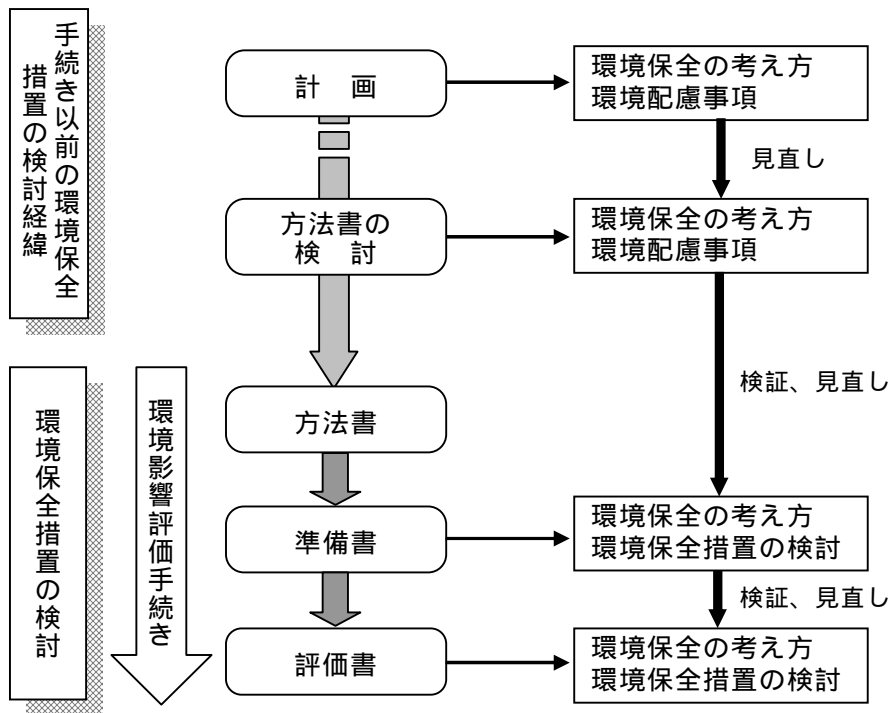 手続き以前の環境保全
措置の検討経緯
計　画
環境保全の考え方
環境配慮事項
見直し
方法書の
検　討
環境保全の考え方
環境配慮事項
検証、見直し
環境保全措置の検討
環境影響評価手続き
方法書
準備書
環境保全の考え方
環境保全措置の検討
検証、見直し
評価書
環境保全の考え方
環境保全措置の検討